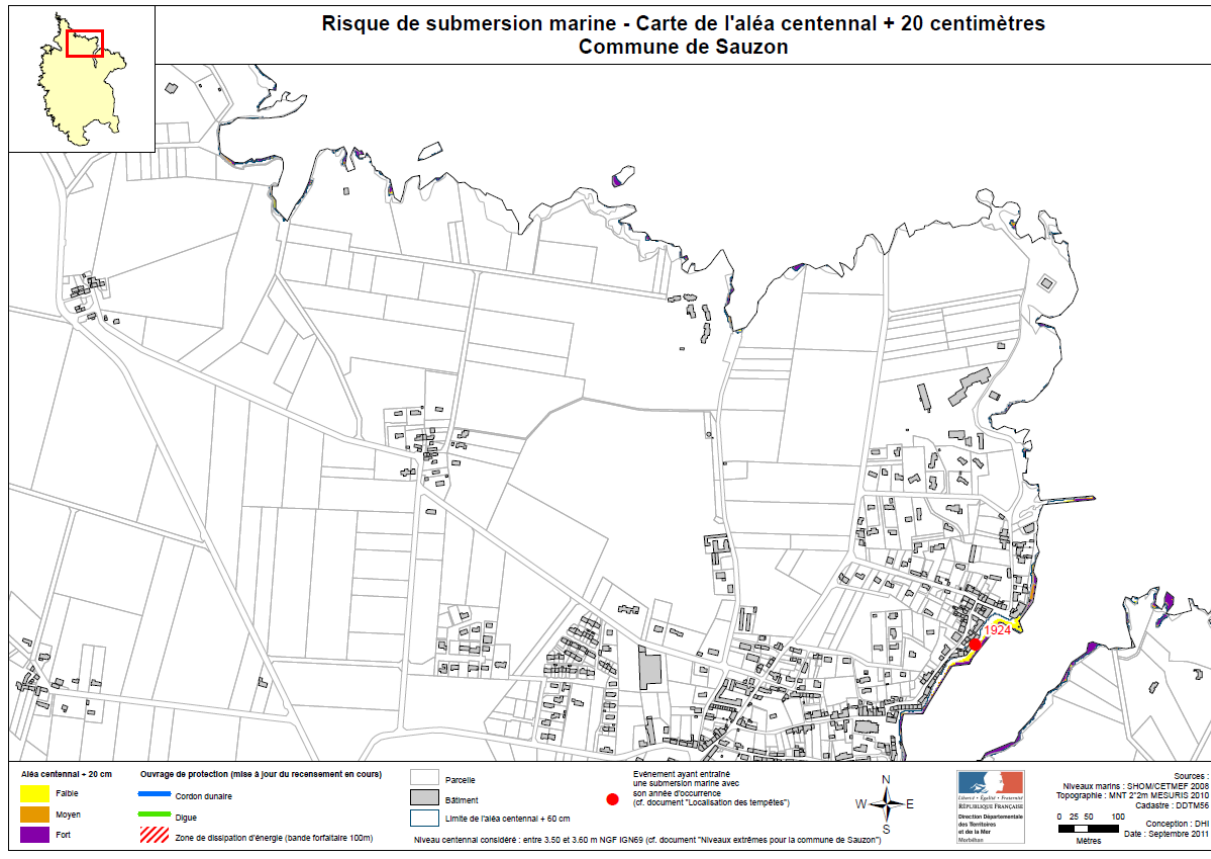 Risque de submersion marine - Carte de l'aléa centennal + 20 centimètres
Commune de Sauzon
1924
Aléa centennal + 20 cm
Faible
Moyen
Fort
Ouvrage de protection (mise à jour du recensement en cours)
Cordon dunaire
Digue
Zone de dissipation d'énergie (bande forfaitaire 100m)
Parcelle
Bâtiment
Limite de l'aléa centennal + 60 cm
Evénement ayant entraîné
une submersion marine avec
son année d'occurrence
(cf. document "Localisation des tempêtes")
Niveau centennal considéré : entre 3.50 et 3.60 m NGF IGN69 (cf. document "Niveaux extrêmes pour la commune de Sauzon")
N
W
E
S
Liberté • Égalité • Fraternité
RÉPUBLIQUE FRANÇAISE
Direction Départementale
des Territoires
et de la Mer
Morbihan
Sources :
Niveaux marins : SHOM/CETMEF 2008
Topographie : MNT 2*2m MESURIS 2010
Cadastre : DDTM56
0 25 50 100
Mètres
Conception : DHI
Date : Septembre 2011